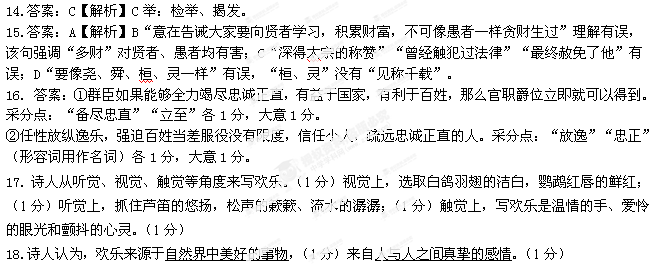 14.答案：C【解析】C举：检举、揭发。
15.答案：A【解析】B“意在告诫大家要向贤者学习，积累财富，不可像愚者一样贪财生过”理解有误，
该句强调“多财”对贤者、愚者均有害；C“深得太宗的称赞”“曾经触犯过法律”“最终赦免了他”有
误；D“要像尧、舜、桓、灵一样”有误，“桓、灵”没有“见称千载”。
16. 答案：①群臣如果能够全力竭尽忠诚正直，有益于国家，有利于百姓，那么官职爵位立即就可以得到。
采分点：“备尽忠直”“立至”各1分，大意1分。
②任性放纵逸乐，强迫百姓当差服役没有限度，信任小人，疏远忠诚正直的人。采分点：“放逸”“忠正”
（形容词用作名词）各1分，大意1分。
17. 诗人从听觉、视觉、触觉等角度来写欢乐。（1分）视觉上，选取白鸽羽翅的洁白，鹦鹉红唇的鲜红；
（1分）听觉上，抓住芦笛的悠扬，松声的簌簌、流水的潺潺；（1分）触觉上，写欢乐是温情的手、爱怜
的眼光和颤抖的心灵。（1分）
18.诗人认为，欢乐来源于自然界中美好的事物，（1分）来自人与人之间真挚的感情。（1分）